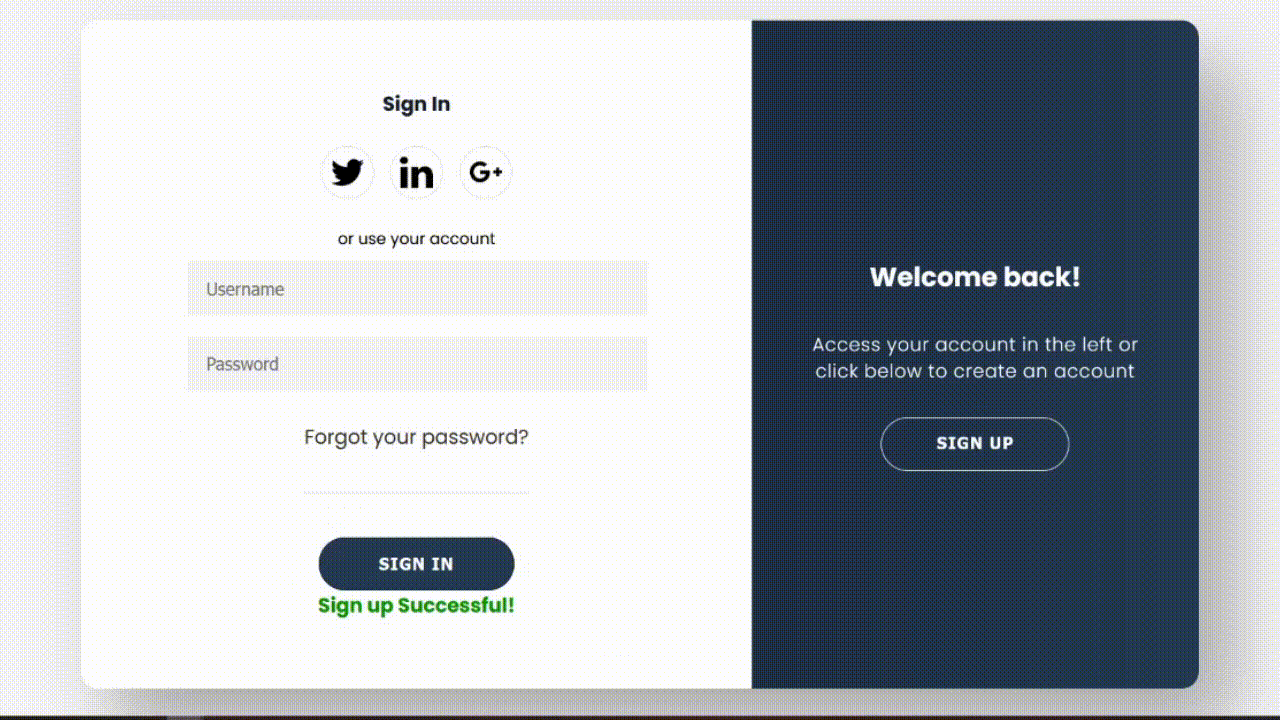 Sign In
in
G+
or use your account
Username
Password
Forgot your password?
SIGN IN
Sign up Successful!
Welcome back!
Access your account in the left or
click below to create an account
SIGN UP